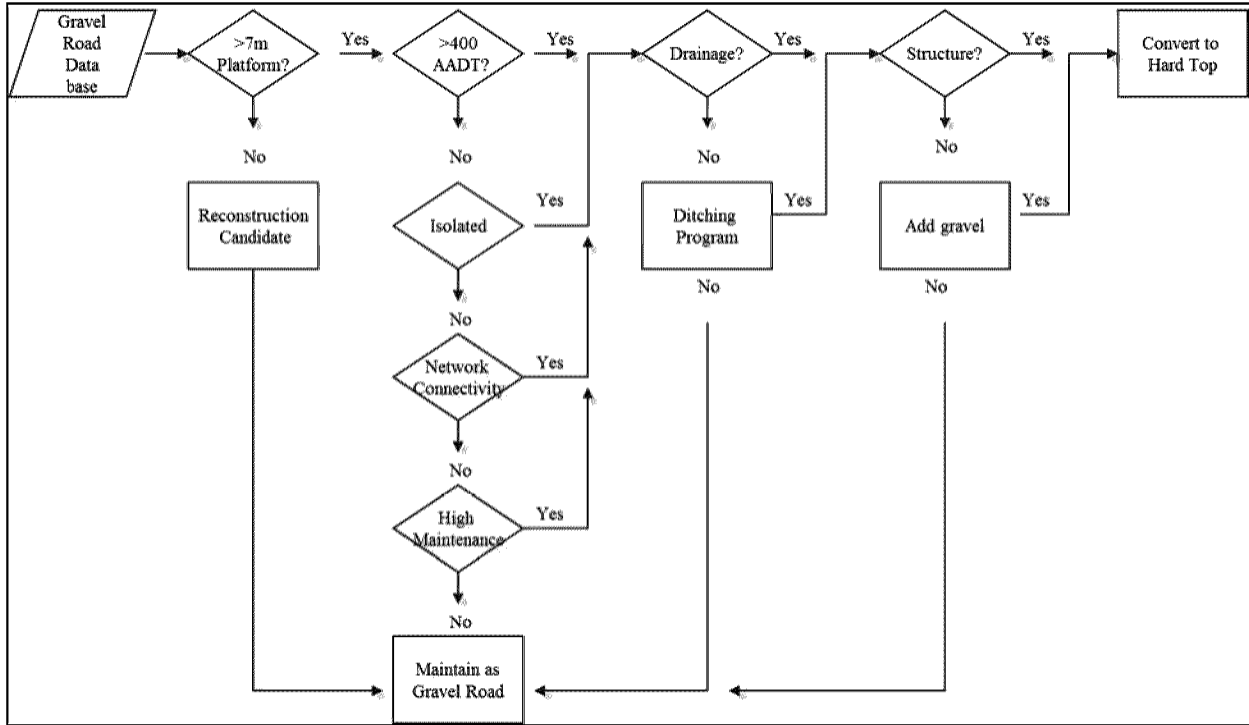 Gravel
Road
Data
base
>7m
Platform?
Yes
>400
AADT?
Yes
Drainage?
Yes
Structure?
Yes
Convert to
Hard Top
No
No
No
No
Reconstruction
Candidate
Isolated
Yes
Ditching
Program
Yes
Add gravel
Yes
No
No
No
Network
Connectivity
Yes
No
High
Maintenance
Yes
No
Maintain as
Gravel Road